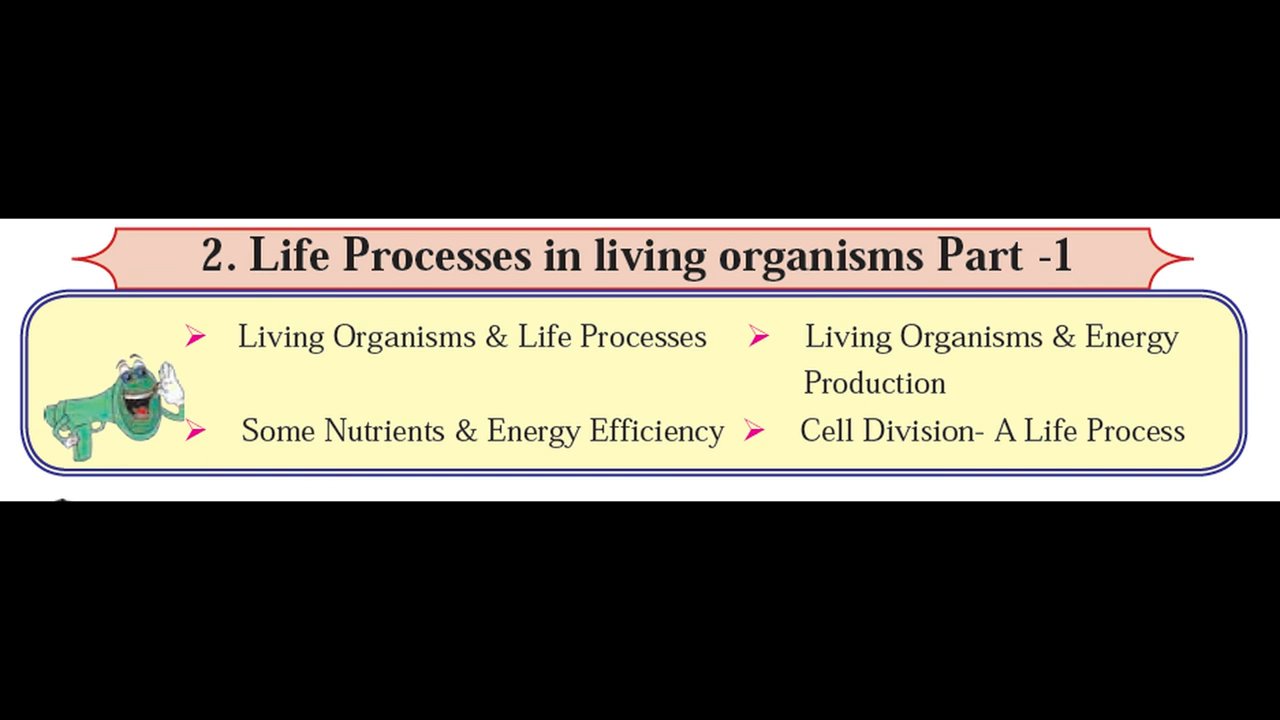 2. Life Processes in living organisms Part -1
Living Organisms & Life Processes
Living Organisms & Energy
Production
Some Nutrients & Energy Efficiency
Cell Division- A Life Process